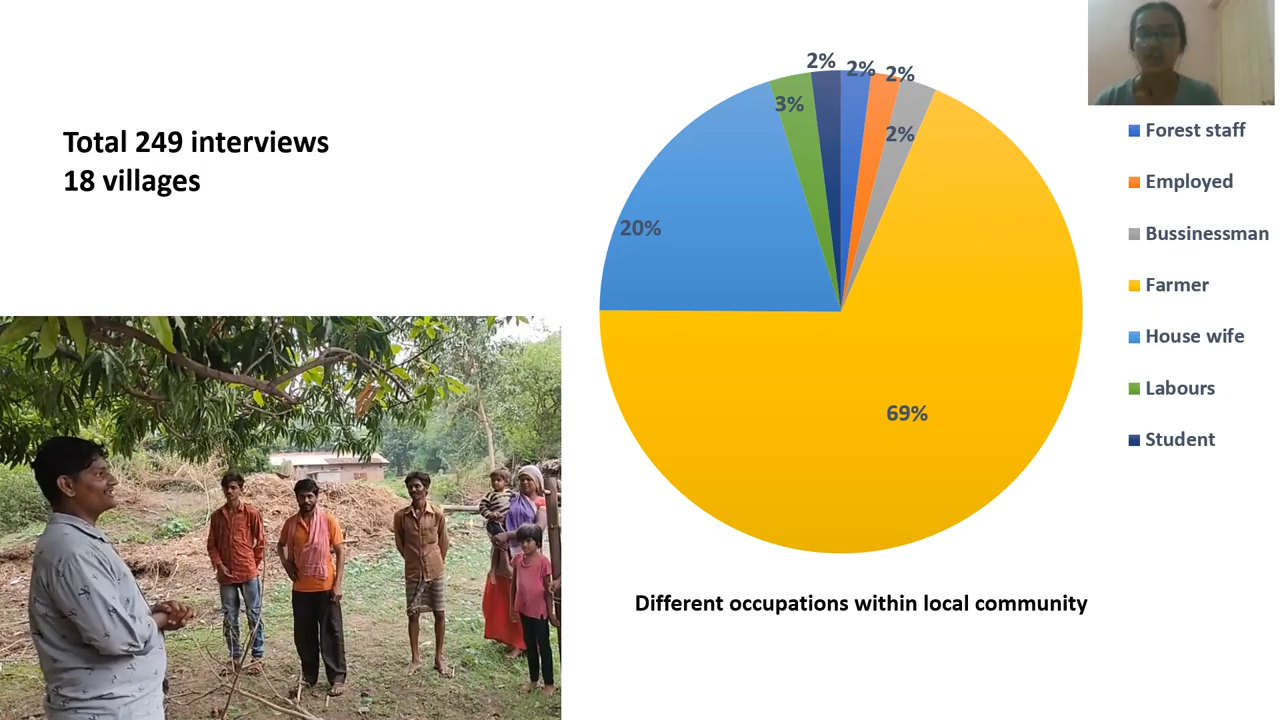 Total 249 interviews
18 villages
2%
2%
2%
2%
3%
20%
69%
Forest staff
Employed
Bussinessman
Farmer
House wife
Labours
Student
Different occupations within local community